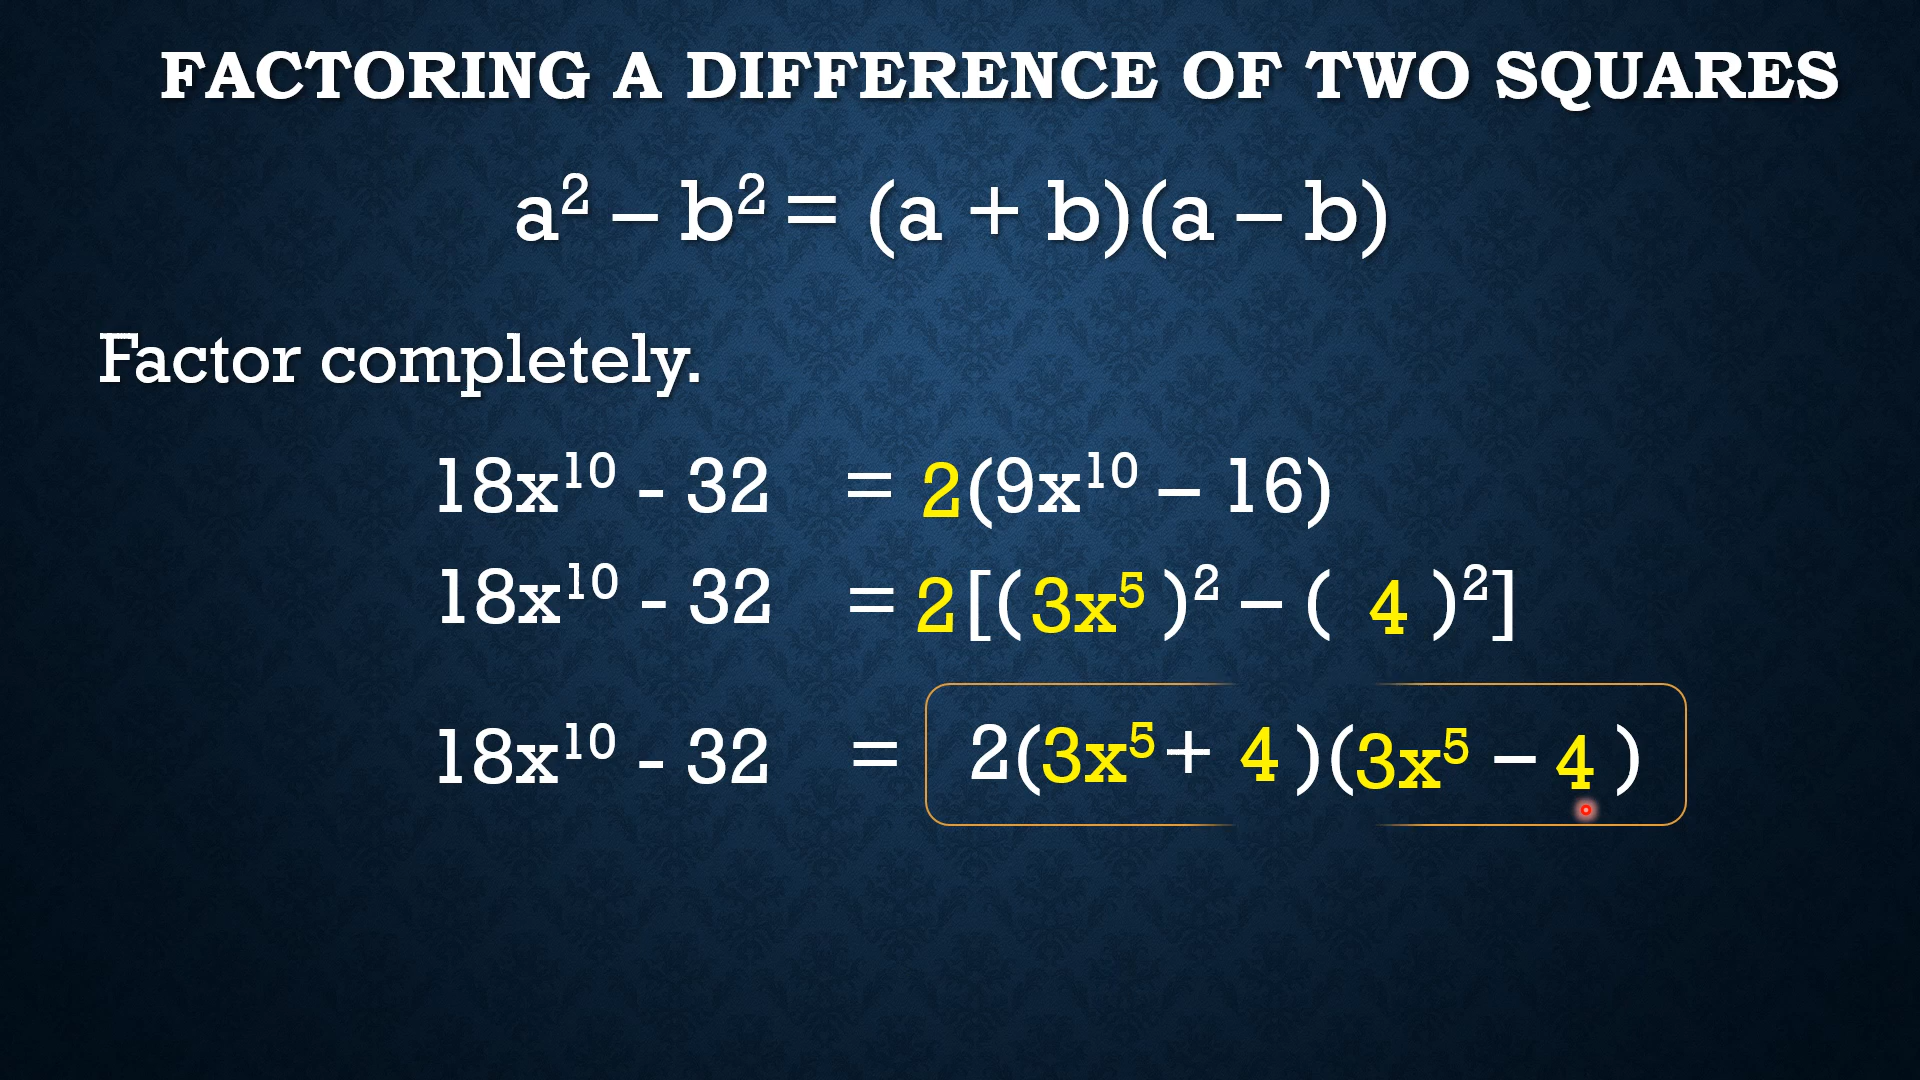 FACTORING A DIFFERENCE OF TWO SQUARES
a² – b² = (a + b)(a – b)
Factor completely.
18x¹⁰ - 32 = 2(9x¹⁰ – 16)
18x¹⁰ - 32 = 2[(3x⁵)² – ( 4 )²]
18x¹⁰ - 32 = 2(3x⁵ + 4 )(3x⁵ – 4 )